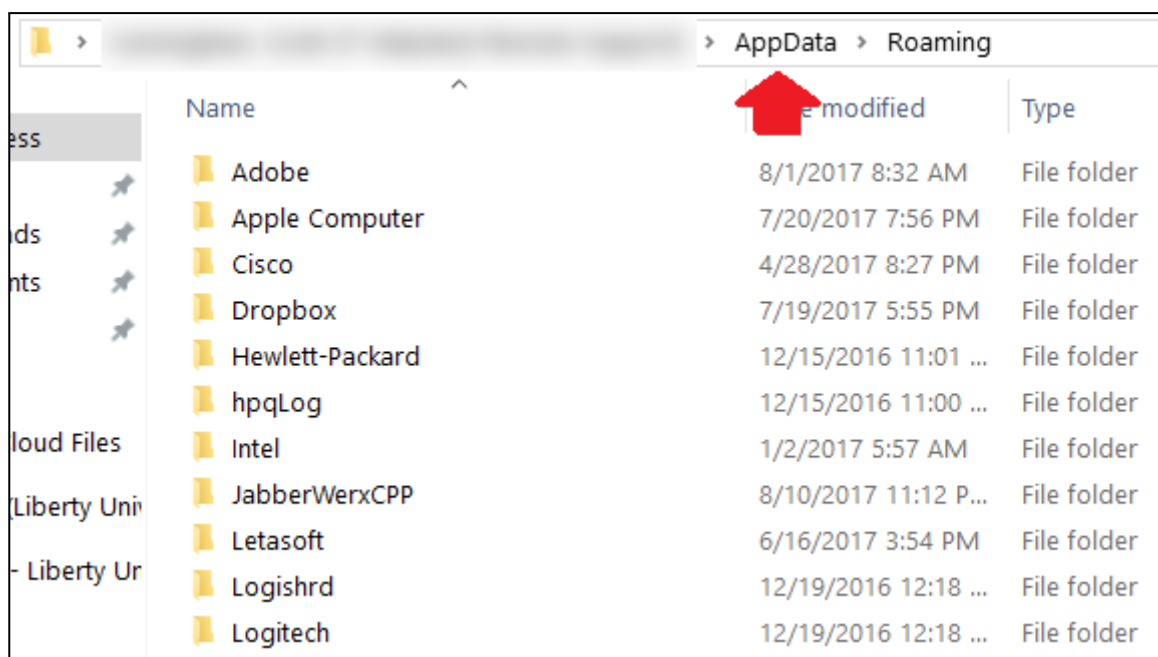 > > AppData > Roaming
Name e modified Type
ess
Adobe 8/1/2017 8:32 AM File folder
Apple Computer 7/20/2017 7:56 PM File folder
ds
Cisco 4/28/2017 8:27 PM File folder
nts
Dropbox 7/19/2017 5:55 PM File folder
Hewlett-Packard 12/15/2016 11:01 ... File folder
hpqLog 12/15/2016 11:00 ... File folder
loud Files
Intel 1/2/2017 5:57 AM File folder
JabberWerxCPP 8/10/2017 11:12 P... File folder
(Liberty Univ
Letasoft 6/16/2017 3:54 PM File folder
- Liberty Un
Logishrd 12/19/2016 12:18 ... File folder
Logitech 12/19/2016 12:18 ... File folder